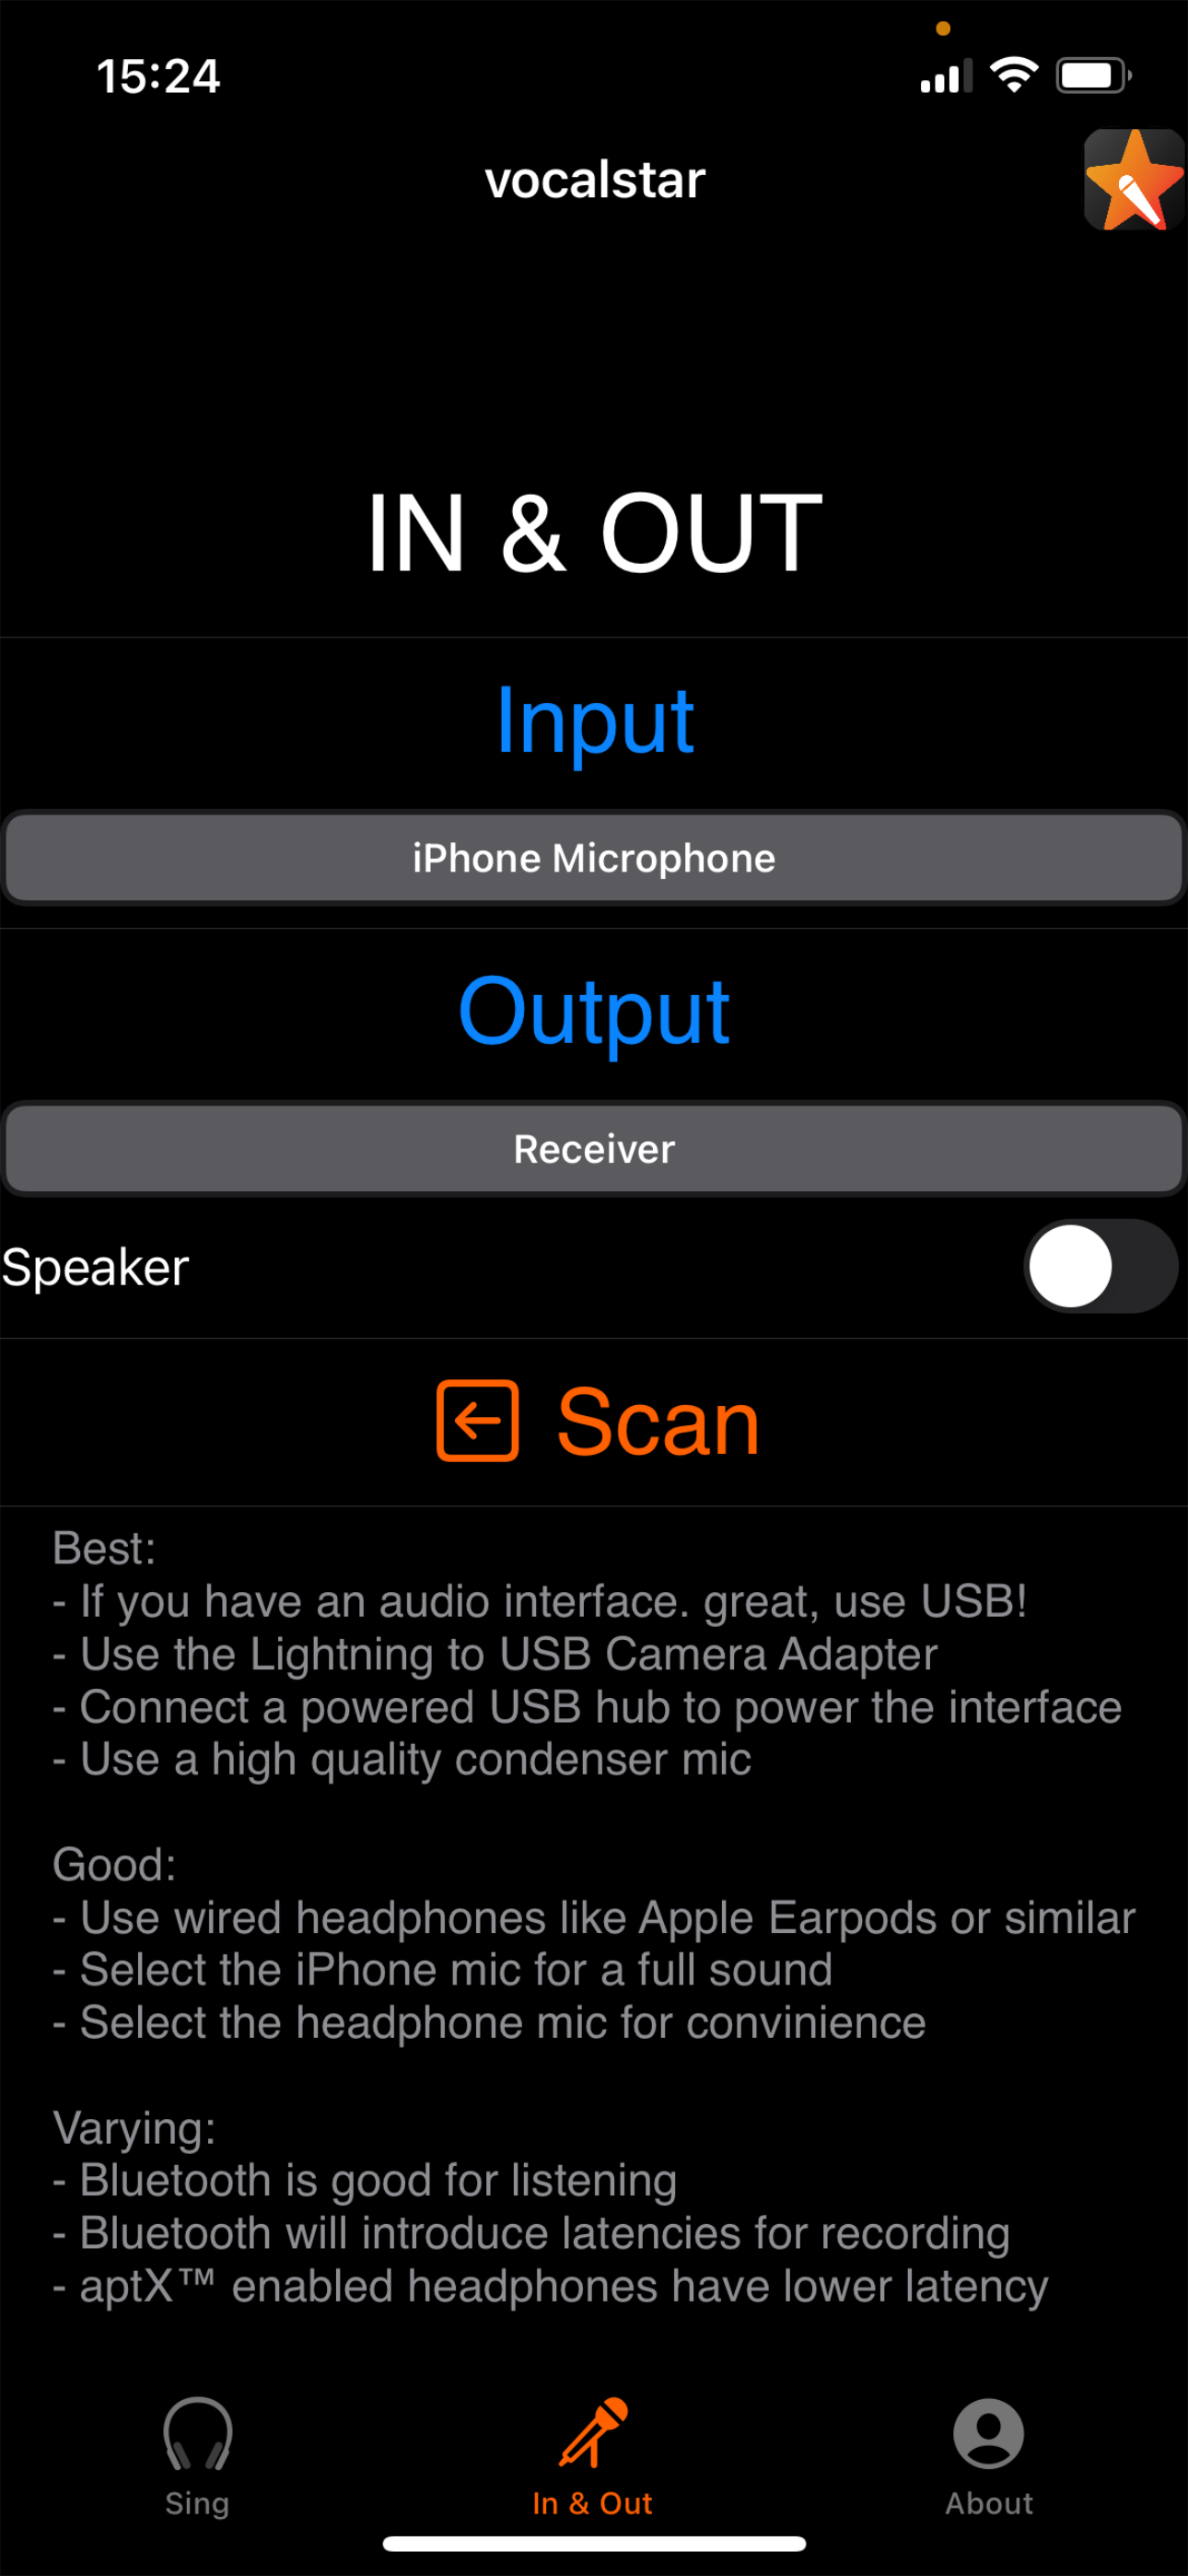 15:24
vocalstar
IN & OUT
Input
iPhone Microphone
Output
Receiver
Speaker
Scan
Best:
- If you have an audio interface. great, use USB!
- Use the Lightning to USB Camera Adapter
- Connect a powered USB hub to power the interface
- Use a high quality condenser mic
Good:
- Use wired headphones like Apple Earpods or similar
- Select the iPhone mic for a full sound
- Select the headphone mic for convinience
Varying:
- Bluetooth is good for listening
- Bluetooth will introduce latencies for recording
- aptX™ enabled headphones have lower latency
Sing
In & Out
About